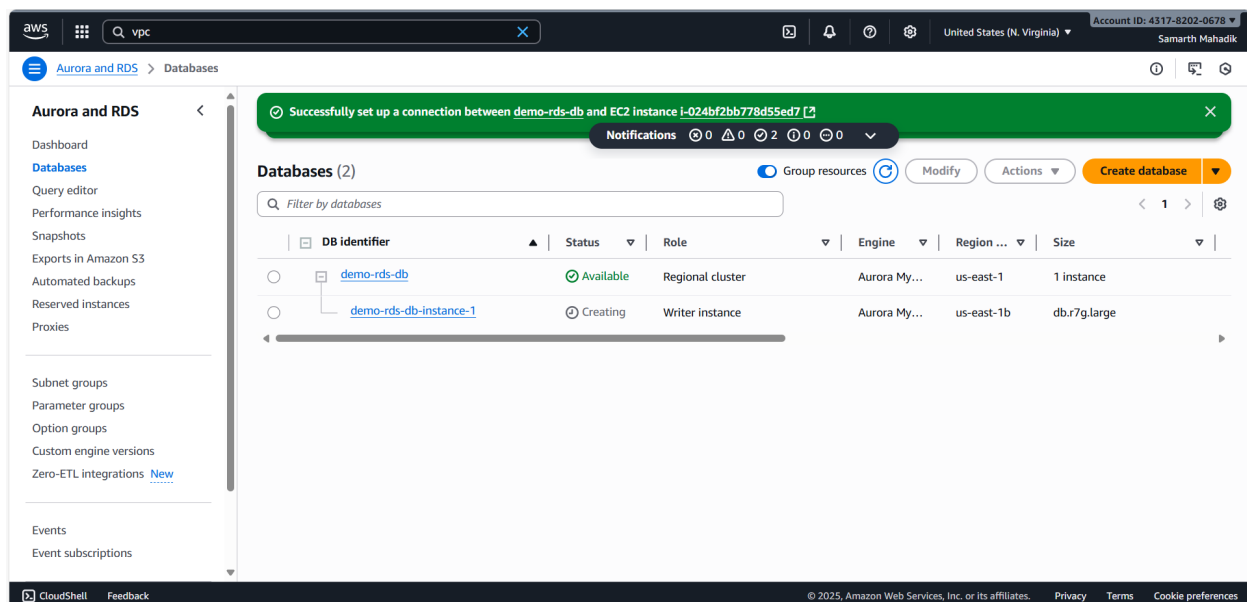 aws
vpc
United States (N. Virginia) ▼
Account ID: 4317-8202-0678 ▼
Samarth Mahadik
Aurora and RDS > Databases
Aurora and RDS
Dashboard
Databases
Query editor
Performance insights
Snapshots
Exports in Amazon S3
Automated backups
Reserved instances
Proxies
Subnet groups
Parameter groups
Option groups
Custom engine versions
Zero-ETL integrations New
Events
Event subscriptions
Successfully set up a connection between demo-rds-db and EC2 instance i-024bf2bb778d55ed7
Notifications 0 0 2 0 0
Databases (2)
Group resources
Modify
Actions ▼
Create database ▼
Filter by databases
< 1 >
DB identifier ▲ Status Role Engine Region ... Size
demo-rds-db Available Regional cluster Aurora My... us-east-1 1 instance
demo-rds-db-instance-1 Creating Writer instance Aurora My... us-east-1b db.r7g.large
CloudShell Feedback © 2025, Amazon Web Services, Inc. or its affiliates. Privacy Terms Cookie preferences